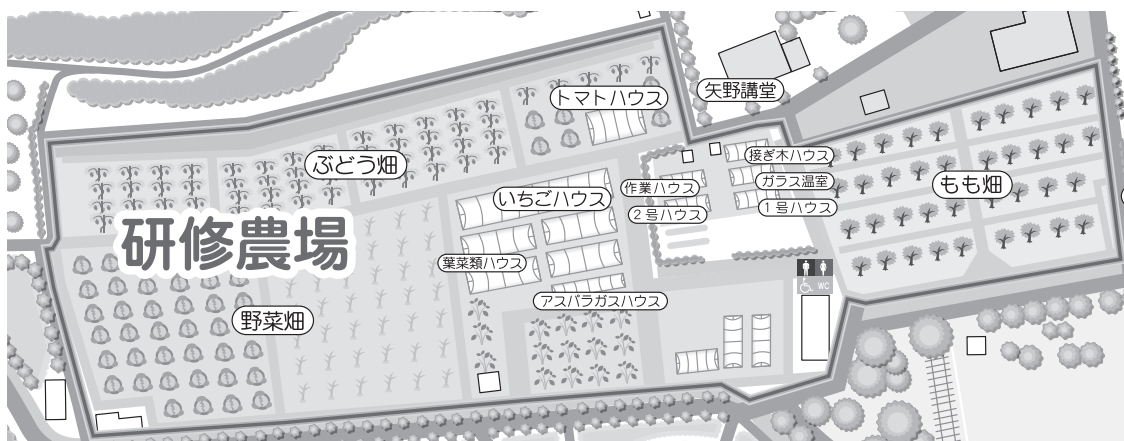 トマトハウス
矢野講堂
ぶどう畑
接ぎ木ハウス
作業ハウス
ガラス温室
もも畑
いちごハウス
2号ハウス
1号ハウス
研修農場
葉菜類ハウス
WC
アスパラガスハウス
野菜畑